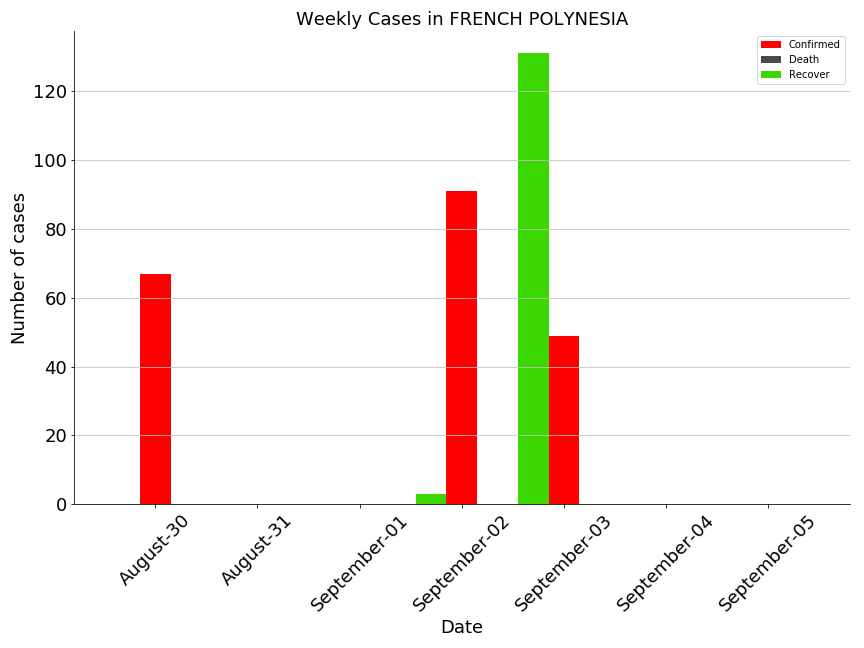 Weekly Cases in FRENCH POLYNESIA
Confirmed
Death
Recover
Number of cases
120
100
80
60
40
20
0
August-30
August-31
September-01
September-02
September-03
September-04
September-05
Date